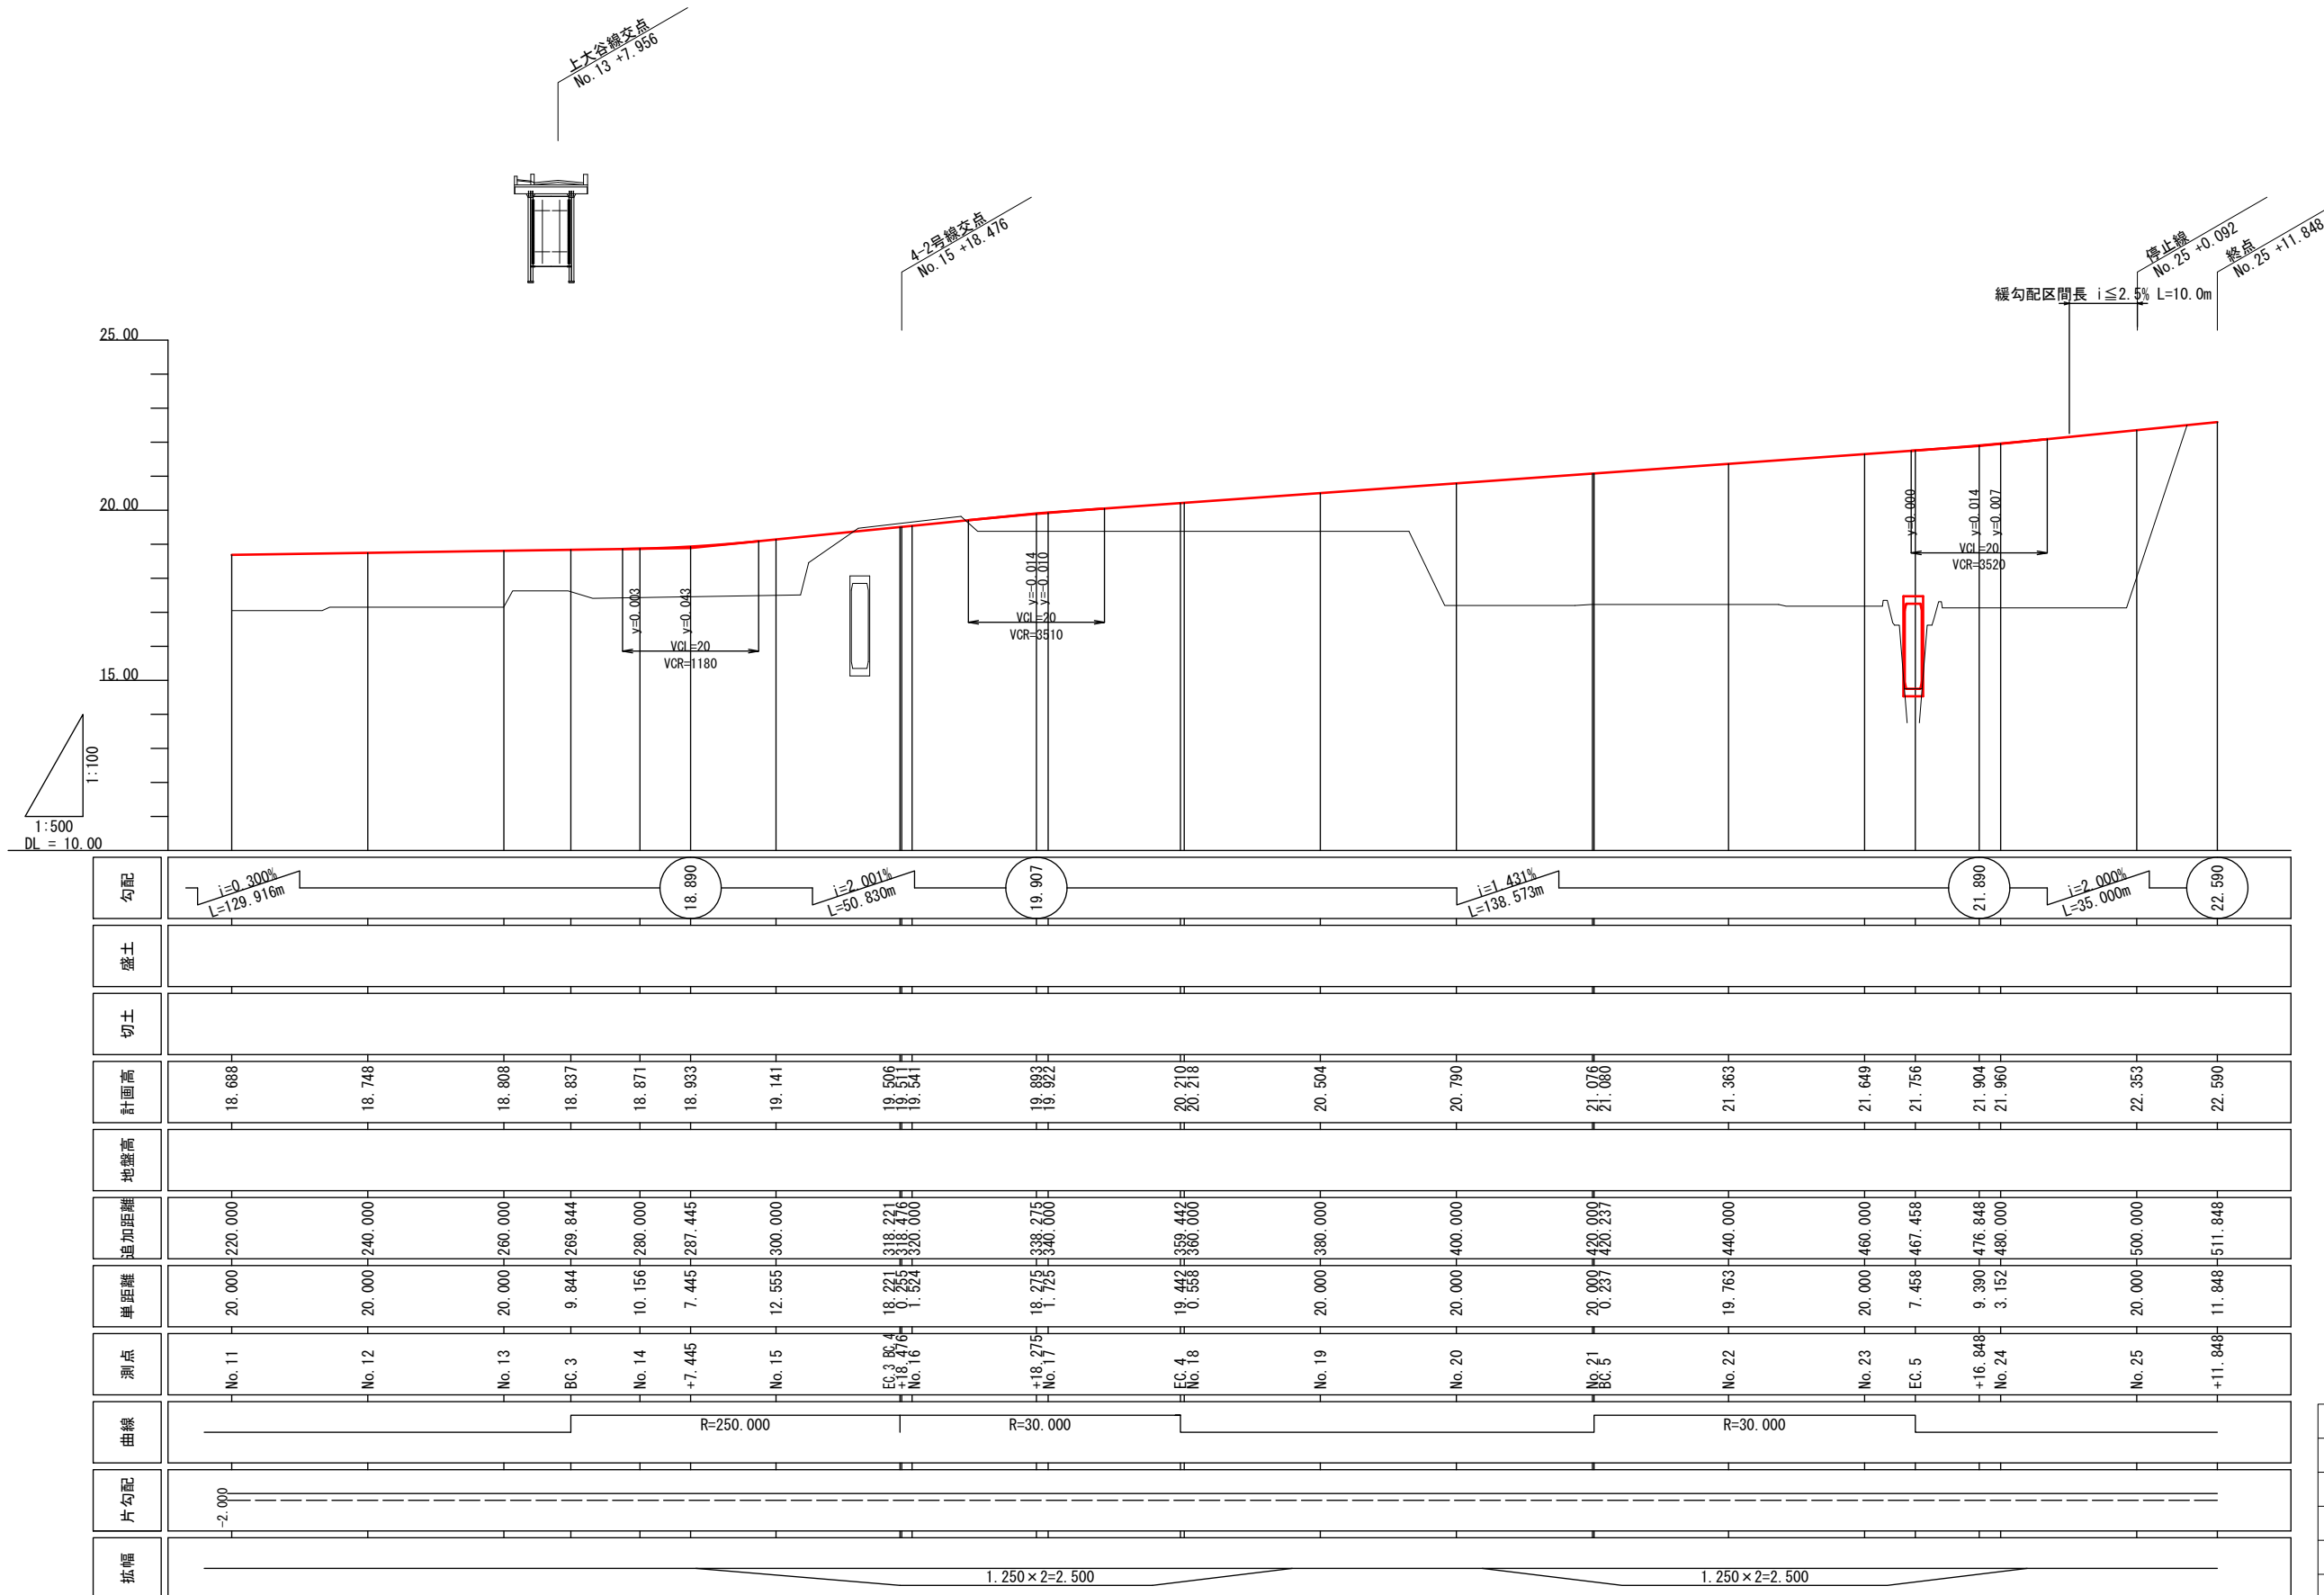 上大谷線交点
No.13 +7.956
4-2号線交点
No.15 +18.476
停止線
No.25 +0.092
終点
No.25 +11.848
緩勾配区間長 i≦2.5% L=10.0m
25.00
20.00
15.00
1:100
1:500
DL = 10.00
y=0.003
y=0.043
VCL=20
VCR=1180
y=-0.014
y=-0.010
VCL=20
VCR=3510
y=0.000
y=0.014
y=0.007
VCL=20
VCR=3520
勾配
i=0.300%
L=129.916m
18.890
i=2.001%
L=50.830m
19.907
i=1.431%
L=138.573m
21.890
i=2.000%
L=35.000m
22.590
盛土
切土
計画高
18.688
18.748
18.808
18.837
18.871
18.933
19.141
19.506
19.511
19.541
19.893
19.922
20.210
20.218
20.504
20.790
21.076
21.080
21.363
21.649
21.756
21.904
21.960
22.353
22.590
地盤高
追加距離
220.000
240.000
260.000
269.844
280.000
287.445
300.000
318.221
318.476
320.000
338.275
340.000
359.442
360.000
380.000
400.000
420.000
420.237
440.000
460.000
467.458
476.848
480.000
500.000
511.848
単距離
20.000
20.000
20.000
9.844
10.156
7.445
12.555
18.221
0.255
1.524
18.275
1.725
19.442
0.558
20.000
20.000
20.000
0.237
19.763
20.000
7.458
9.390
3.152
20.000
11.848
測点
No.11
No.12
No.13
BC.3
No.14
+7.445
No.15
EC.3 BC.4
+18.476
No.16
+18.275
No.17
EC.4
No.18
No.19
No.20
No.21
BC.5
No.22
No.23
EC.5
+16.848
No.24
No.25
+11.848
曲線
R=250.000
R=30.000
R=30.000
片勾配
-2.000
拡幅
1.250×2=2.500
1.250×2=2.500